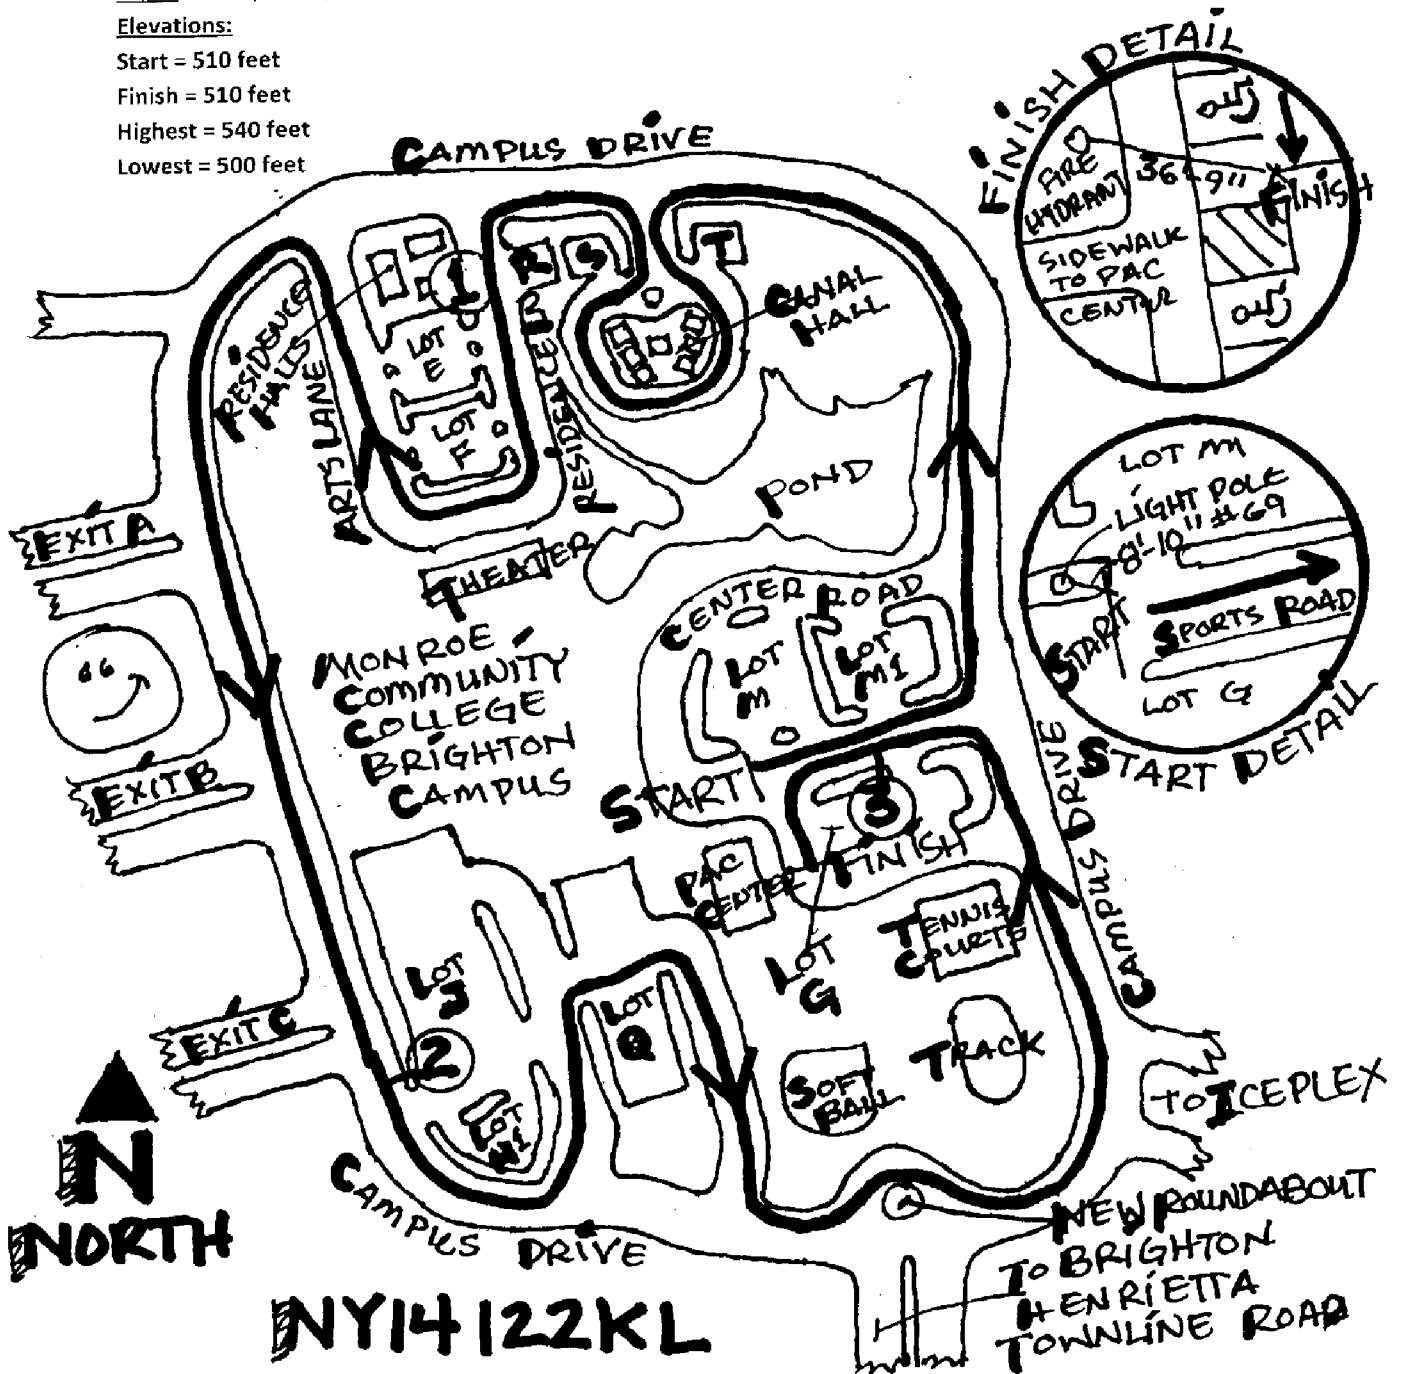 Elevations:
Start = 510 feet
Finish = 510 feet
Highest = 540 feet
Lowest = 500 feet
FINISH DETAIL
FIRE
HYDRANT
36'-9"
FINISH
SIDEWALK
TO PAC
CENTER
CAMPUS DRIVE
RESIDENCE
HALLS
ARTS LANE
1
LOT
E
LOT
F
R
S
T
RESIDENCE R
CANAL
HALL
POND
THEATER
EXIT A
EXIT B
EXIT C
MONROE
COMMUNITY
COLLEGE
BRIGHTON
CAMPUS
CENTER ROAD
LOT
M
LOT
M1
START
LOT M
LIGHT POLE
8'-10" #69
START
SPORTS ROAD
LOT G
START DETAIL
3
FINISH
PAC
CENTER
LOT
G
TENNIS
COURTS
CAMPUS DRIVE
LOT
J
2
LOT
Q
SOFT
BALL
TRACK
TO ICEPLEX
NEW ROUNDABOUT
TO BRIGHTON
HENRIETTA
TOWNLINE ROAD
CAMPUS DRIVE
N
NORTH
NY14122KL